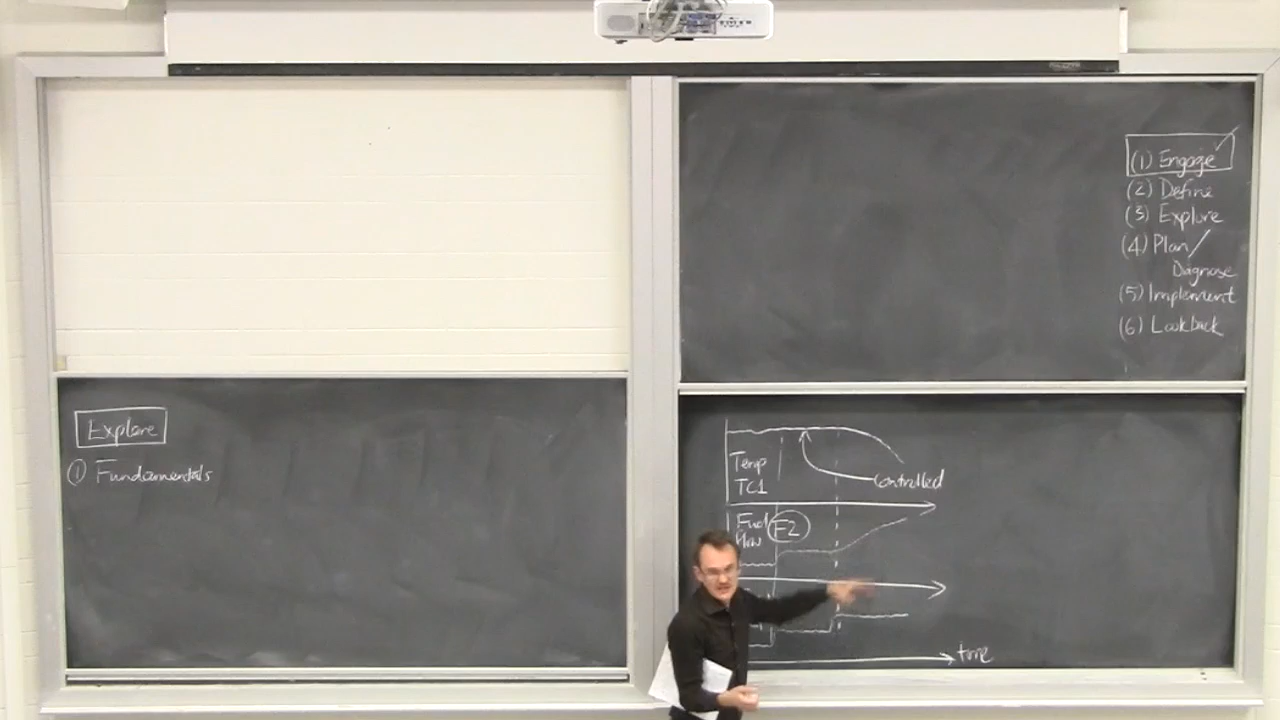 Explore
① Fundamentals
(1) Engage
(2) Define
(3) Explore
(4) Plan/
Diagnose
(5) Implement
(6) Lookback
Temp
TC1
Controlled
Fuel
flow
F2
time